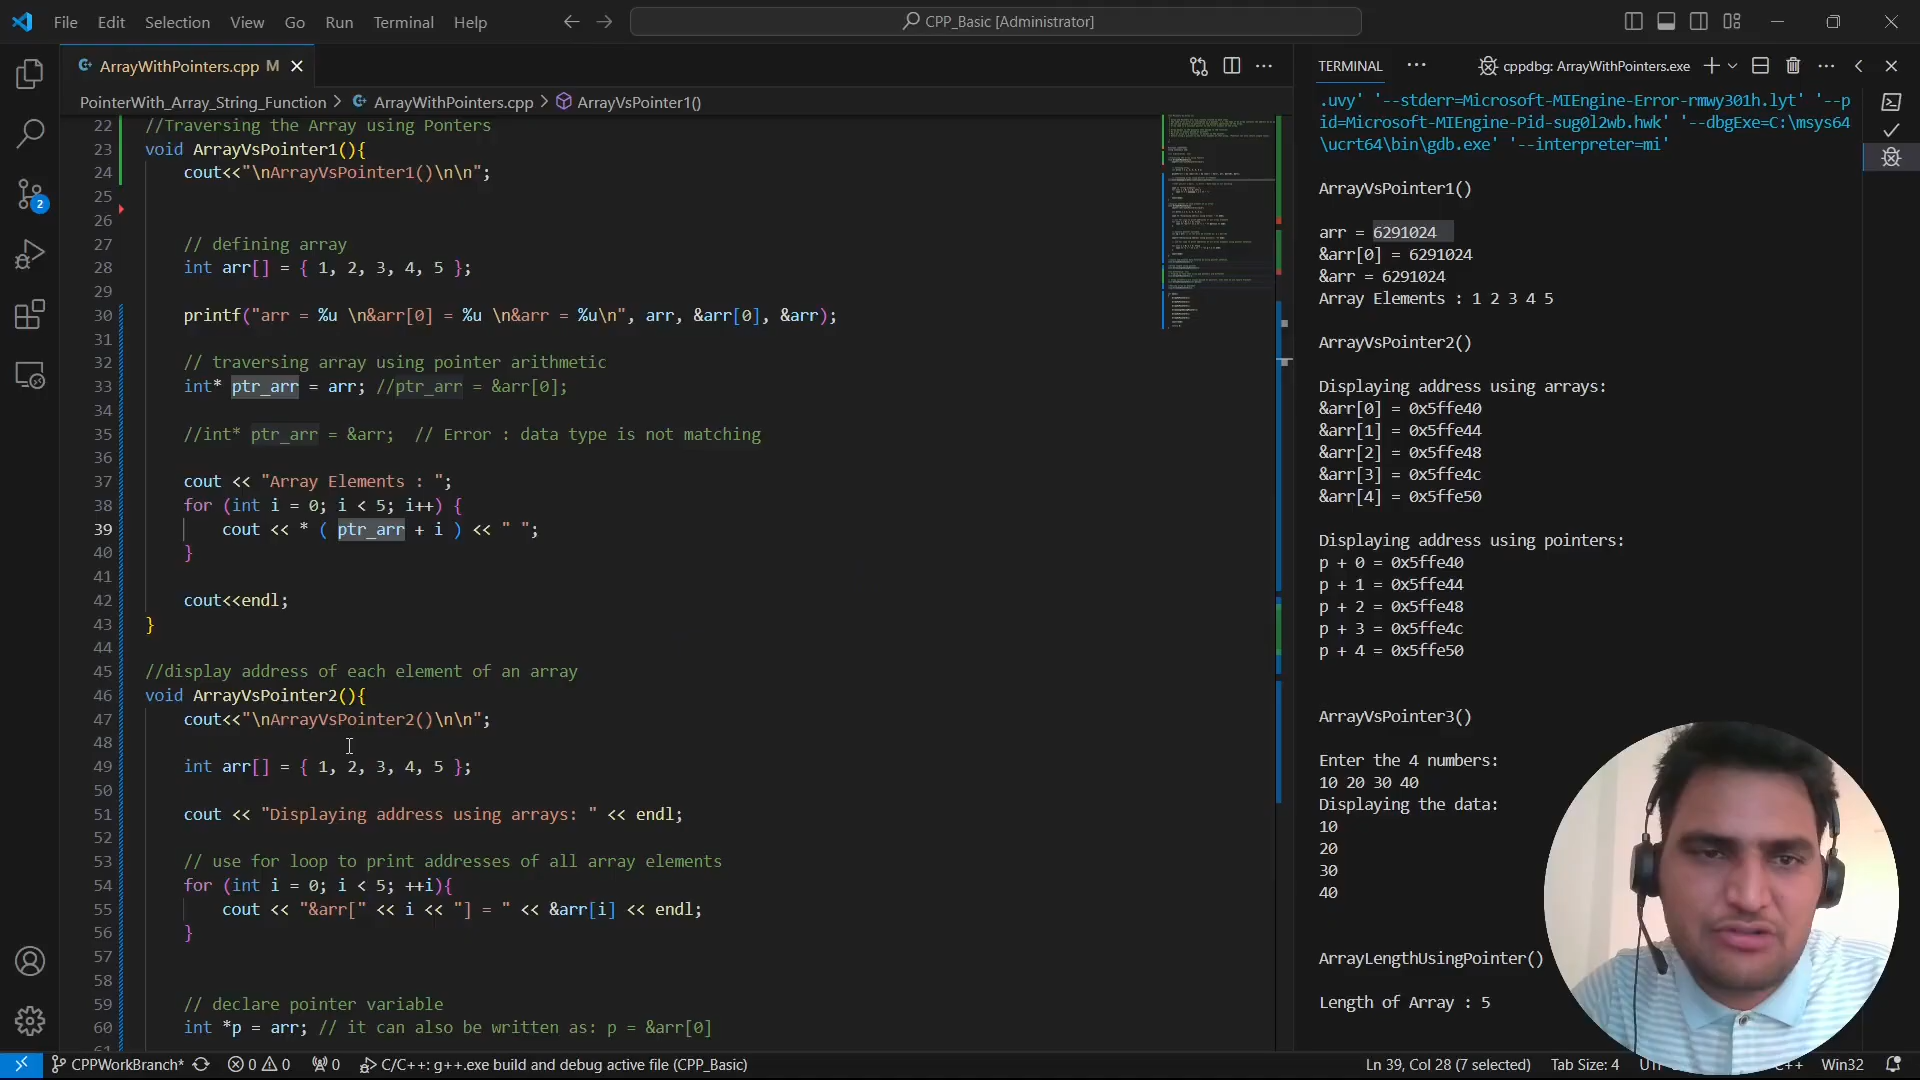 File Edit Selection View Go Run Terminal Help
CPP_Basic [Administrator]
ArrayWithPointers.cpp M
PointerWith_Array_String_Function > ArrayWithPointers.cpp > ArrayVsPointer1()
22 //Traversing the Array using Ponters
23 void ArrayVsPointer1(){
24 cout<<"\nArrayVsPointer1()\n\n";
25
26
27 // defining array
28 int arr[] = { 1, 2, 3, 4, 5 };
29
30 printf("arr = %u \n&arr[0] = %u \n&arr = %u\n", arr, &arr[0], &arr);
31
32 // traversing array using pointer arithmetic
33 int* ptr_arr = arr; //ptr_arr = &arr[0];
34
35 //int* ptr_arr = &arr; // Error : data type is not matching
36
37 cout << "Array Elements : ";
38 for (int i = 0; i < 5; i++) {
39 cout << * ( ptr_arr + i ) << " ";
40 }
41
42 cout<<endl;
43 }
44
45 //display address of each element of an array
46 void ArrayVsPointer2(){
47 cout<<"\nArrayVsPointer2()\n\n";
48
49 int arr[] = { 1, 2, 3, 4, 5 };
50
51 cout << "Displaying address using arrays: " << endl;
52
53 // use for loop to print addresses of all array elements
54 for (int i = 0; i < 5; ++i){
55 cout << "&arr[" << i << "] = " << &arr[i] << endl;
56 }
57
58
59 // declare pointer variable
60 int *p = arr; // it can also be written as: p = &arr[0]
TERMINAL
cppdbg: ArrayWithPointers.exe
.uvy' '--stderr=Microsoft-MIEngine-Error-rmwy301h.lyt' '--p
id=Microsoft-MIEngine-Pid-sug0l2wb.hwk' '--dbgExe=C:\msys64
\ucrt64\bin\gdb.exe' '--interpreter=mi'
ArrayVsPointer1()
arr = 6291024
&arr[0] = 6291024
&arr = 6291024
Array Elements : 1 2 3 4 5
ArrayVsPointer2()
Displaying address using arrays:
&arr[0] = 0x5ffe40
&arr[1] = 0x5ffe44
&arr[2] = 0x5ffe48
&arr[3] = 0x5ffe4c
&arr[4] = 0x5ffe50
Displaying address using pointers:
p + 0 = 0x5ffe40
p + 1 = 0x5ffe44
p + 2 = 0x5ffe48
p + 3 = 0x5ffe4c
p + 4 = 0x5ffe50
ArrayVsPointer3()
Enter the 4 numbers:
10 20 30 40
Displaying the data:
10
20
30
40
ArrayLengthUsingPointer()
Length of Array : 5
2
CPPWorkBranch* 0 0 0 C/C++: g++.exe build and debug active file (CPP_Basic) Ln 39, Col 28 (7 selected) Tab Size: 4 Win32